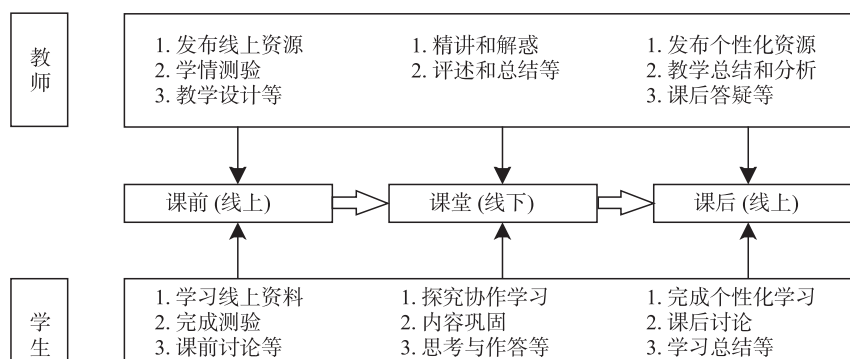 教师
1. 发布线上资源
2. 学情测验
3. 教学设计等
1. 精讲和解惑
2. 评述和总结等
1. 发布个性化资源
2. 教学总结和分析
3. 课后答疑等
课前 (线上)
课堂 (线下)
课后 (线上)
学生
1. 学习线上资料
2. 完成测验
3. 课前讨论等
1. 探究协作学习
2. 内容巩固
3. 思考与作答等
1. 完成个性化学习
2. 课后讨论
3. 学习总结等